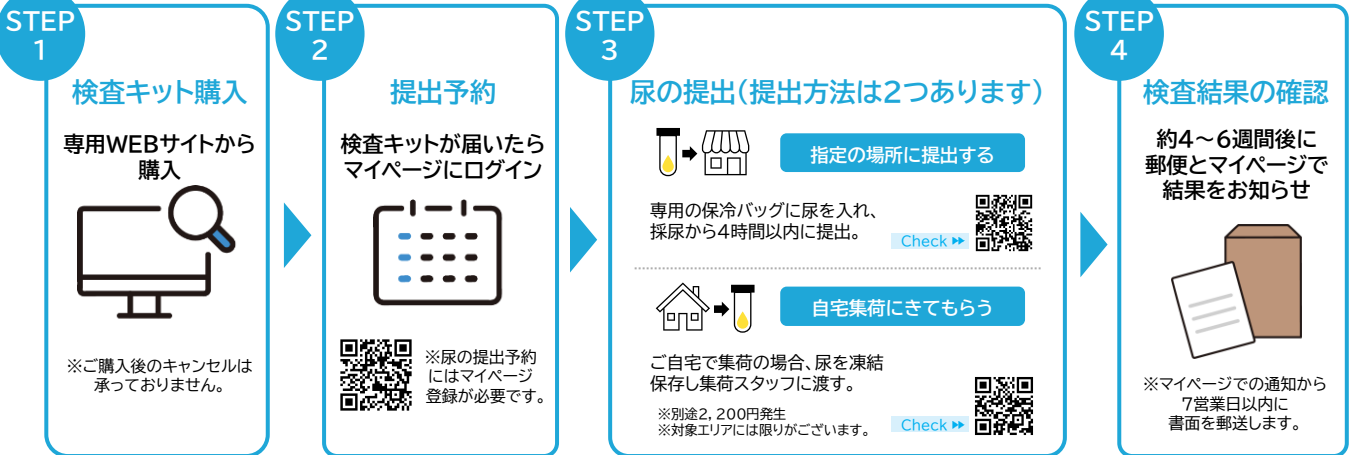 STEP
1
検査キット購入
専用WEBサイトから
購入
※ご購入後のキャンセルは
承っておりません。
STEP
2
提出予約
検査キットが届いたら
マイページにログイン
※尿の提出予約
にはマイページ
登録が必要です。
STEP
3
尿の提出(提出方法は2つあります)
指定の場所に提出する
専用の保冷バッグに尿を入れ、
採尿から4時間以内に提出。
Check
自宅集荷にきてもらう
ご自宅で集荷の場合、尿を凍結
保存し集荷スタッフに渡す。
※別途2,200円発生
※対象エリアには限りがございます。
Check
STEP
4
検査結果の確認
約4～6週間後に
郵便とマイページで
結果をお知らせ
※マイページでの通知から
7営業日以内に
書面を郵送します。